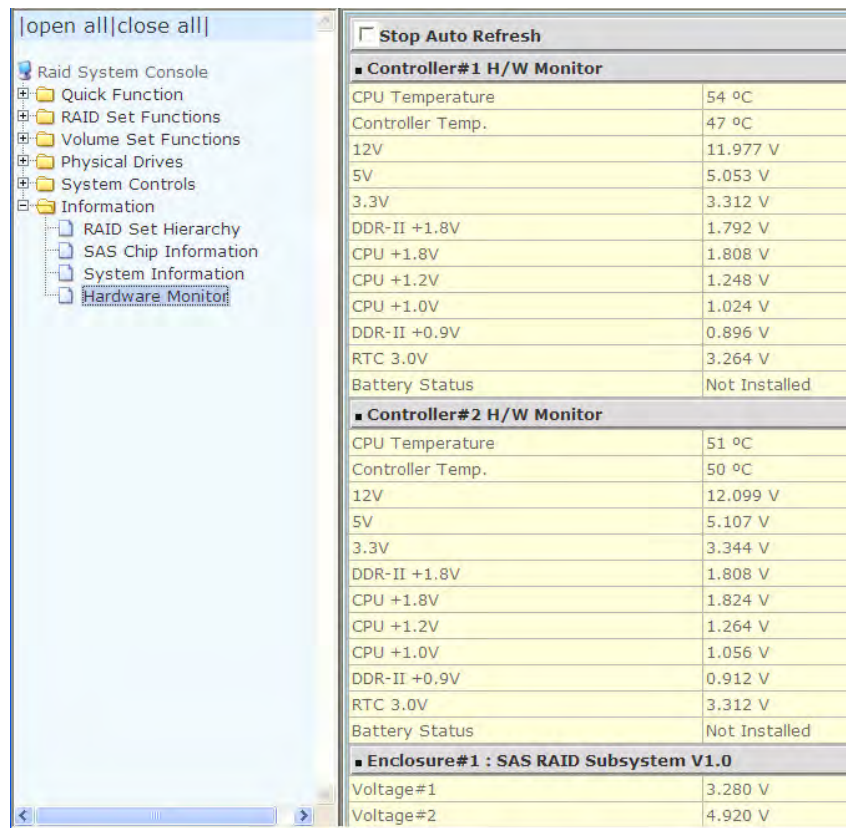 |open all|close all|
Raid System Console
Quick Function
RAID Set Functions
Volume Set Functions
Physical Drives
System Controls
Information
RAID Set Hierarchy
SAS Chip Information
System Information
Hardware Monitor
Stop Auto Refresh
Controller#1 H/W Monitor
CPU Temperature 54 ºC
Controller Temp. 47 ºC
12V 11.977 V
5V 5.053 V
3.3V 3.312 V
DDR-II +1.8V 1.792 V
CPU +1.8V 1.808 V
CPU +1.2V 1.248 V
CPU +1.0V 1.024 V
DDR-II +0.9V 0.896 V
RTC 3.0V 3.264 V
Battery Status Not Installed
Controller#2 H/W Monitor
CPU Temperature 51 ºC
Controller Temp. 50 ºC
12V 12.099 V
5V 5.107 V
3.3V 3.344 V
DDR-II +1.8V 1.808 V
CPU +1.8V 1.824 V
CPU +1.2V 1.264 V
CPU +1.0V 1.056 V
DDR-II +0.9V 0.912 V
RTC 3.0V 3.312 V
Battery Status Not Installed
Enclosure#1 : SAS RAID Subsystem V1.0
Voltage#1 3.280 V
Voltage#2 4.920 V